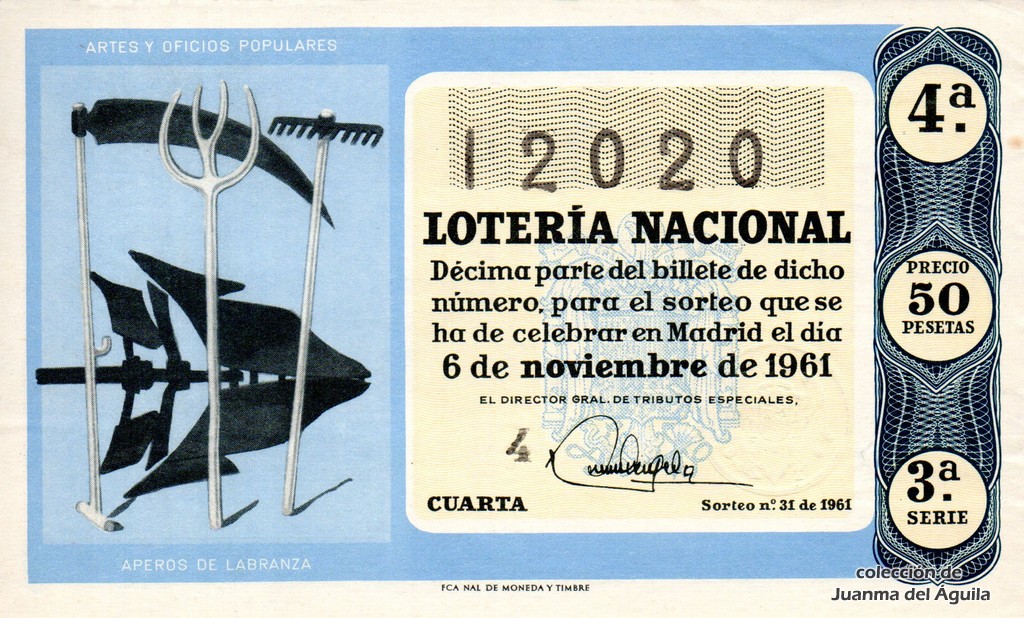 ARTES Y OFICIOS POPULARES
APEROS DE LABRANZA
12020
LOTERÍA NACIONAL
Décima parte del billete de dicho
número, para el sorteo que se
ha de celebrar en Madrid el día
6 de noviembre de 1961
EL DIRECTOR GRAL. DE TRIBUTOS ESPECIALES,
4
CUARTA
Sorteo nº. 31 de 1961
4ª.
PRECIO
50
PESETAS
3ª.
SERIE
FCA NAL DE MONEDA Y TIMBRE
colección de
Juanma del Águila